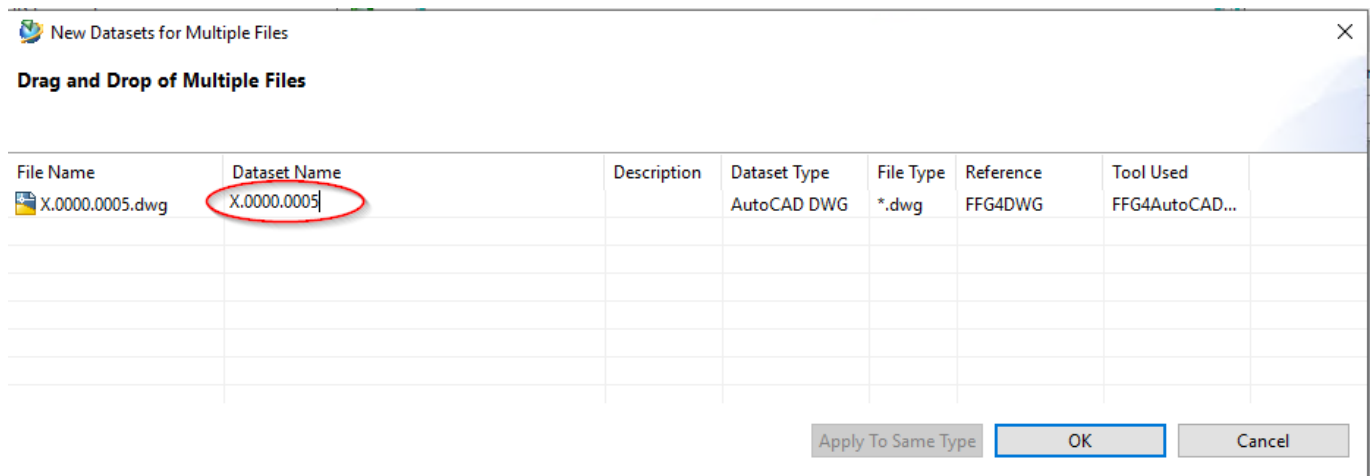 New Datasets for Multiple Files
Drag and Drop of Multiple Files
File Name Dataset Name Description Dataset Type File Type Reference Tool Used
X.0000.0005.dwg X.0000.0005 AutoCAD DWG *.dwg FFG4DWG FFG4AutoCAD...
Apply To Same Type OK Cancel